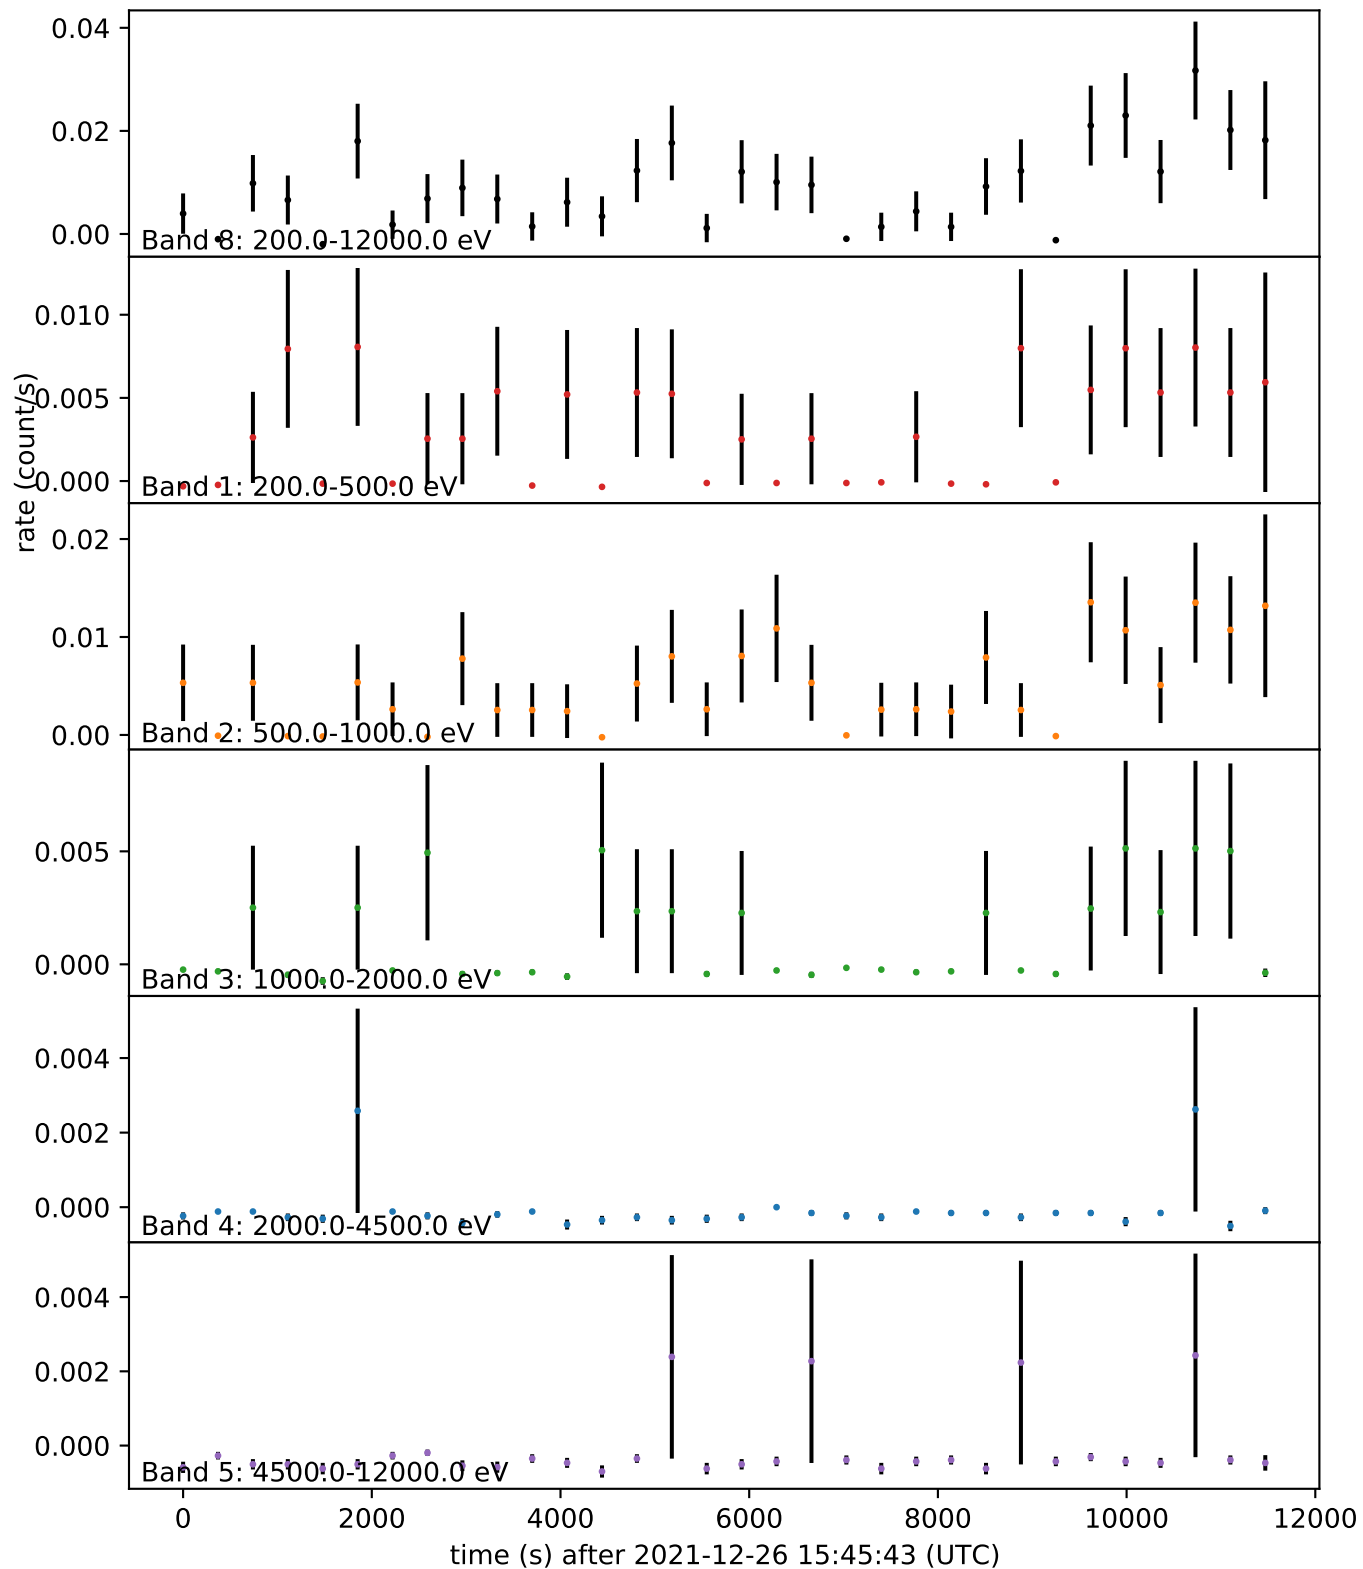 0.04
0.02
0.00
Band 8: 200.0-12000.0 eV
0.010
0.005
0.000
Band 1: 200.0-500.0 eV
rate (count/s)
0.02
0.01
0.00
Band 2: 500.0-1000.0 eV
0.005
0.000
Band 3: 1000.0-2000.0 eV
0.004
0.002
0.000
Band 4: 2000.0-4500.0 eV
0.004
0.002
0.000
Band 5: 4500.0-12000.0 eV
0 2000 4000 6000 8000 10000 12000
time (s) after 2021-12-26 15:45:43 (UTC)